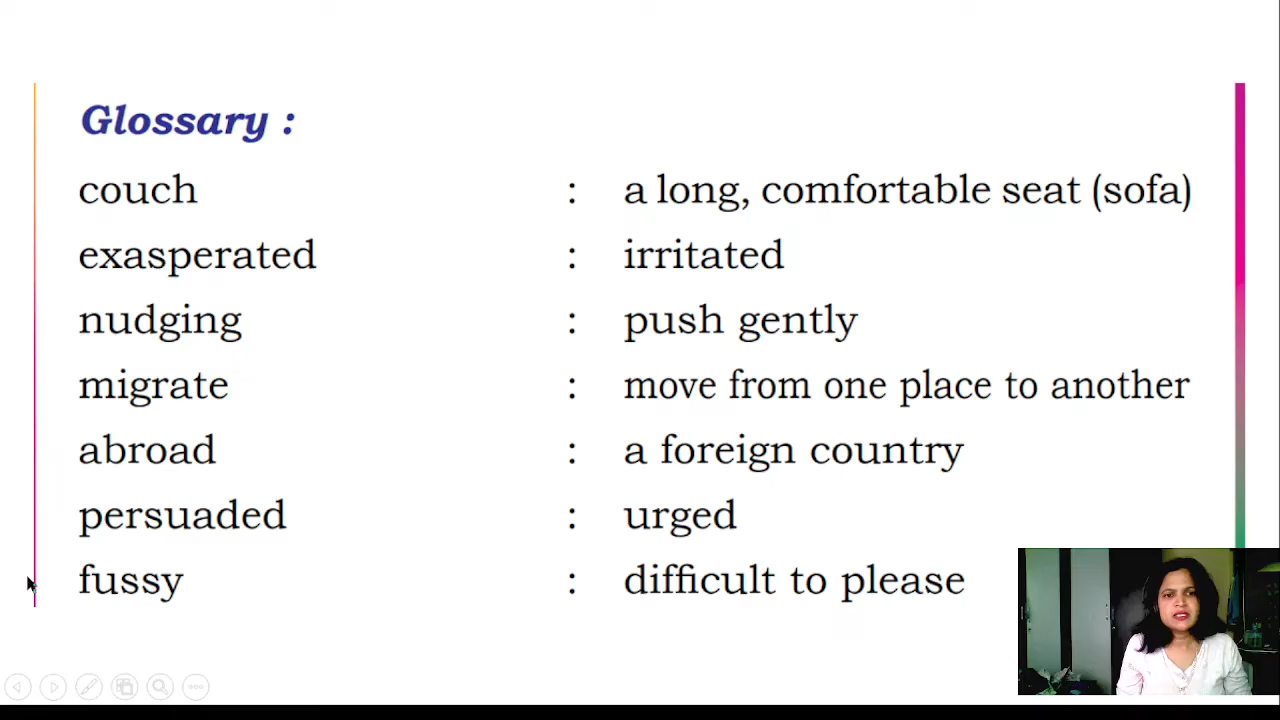 Glossary :
couch : a long, comfortable seat (sofa)
exasperated : irritated
nudging : push gently
migrate : move from one place to another
abroad : a foreign country
persuaded : urged
fussy : difficult to please